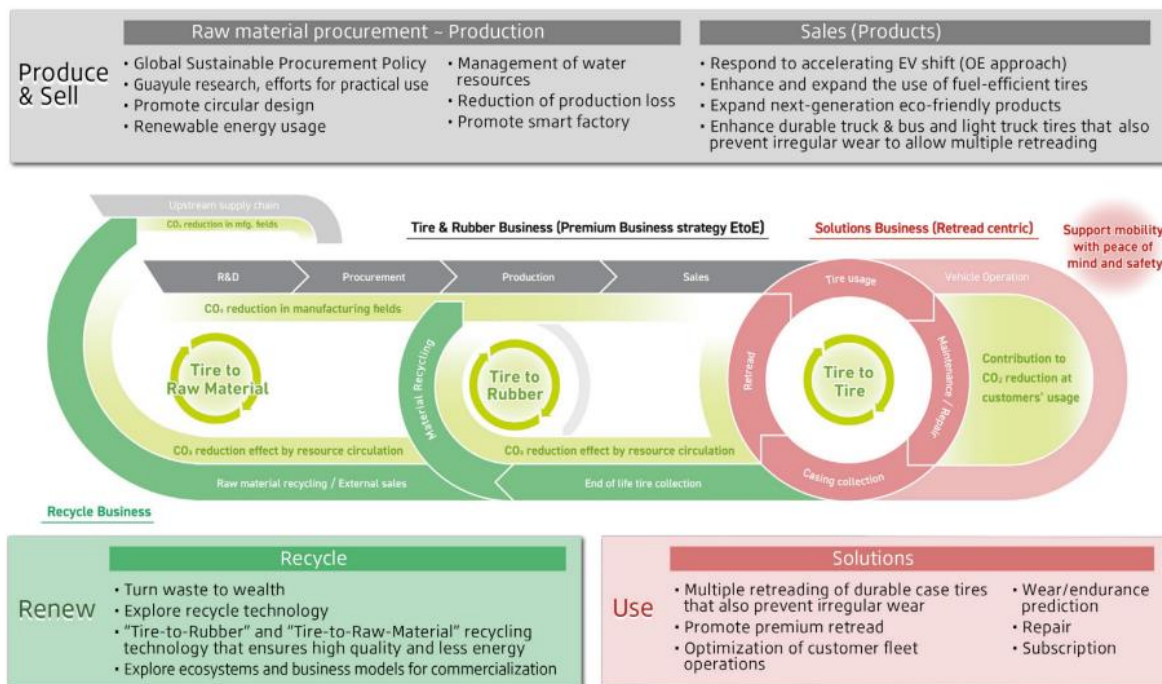 Produce
& Sell
Raw material procurement – Production
• Global Sustainable Procurement Policy
• Guayule research, efforts for practical use
• Promote circular design
• Renewable energy usage
• Management of water
resources
• Reduction of production loss
• Promote smart factory
Sales (Products)
• Respond to accelerating EV shift (OE approach)
• Enhance and expand the use of fuel-efficient tires
• Expand next-generation eco-friendly products
• Enhance durable truck & bus and light truck tires that also
prevent irregular wear to allow multiple retreading
Upstream supply chain
CO₂ reduction in mfg. fields
Tire & Rubber Business (Premium Business strategy EtoE)
Solutions Business (Retread centric)
Support mobility
with peace of
mind and safety
R&D
Procurement
Production
Sales
Tire usage
Vehicle Operation
CO₂ reduction in manufacturing fields
Tire to
Raw Material
Material Recycling
Tire to
Rubber
Retread
Tire to
Tire
Maintenance / Repair
Contribution to
CO₂ reduction at
customers' usage
CO₂ reduction effect by resource circulation
CO₂ reduction effect by resource circulation
Raw material recycling / External sales
End of life tire collection
Casing collection
Recycle Business
Renew
Recycle
• Turn waste to wealth
• Explore recycle technology
• “Tire-to-Rubber” and “Tire-to-Raw-Material” recycling
technology that ensures high quality and less energy
• Explore ecosystems and business models for commercialization
Use
Solutions
• Multiple retreading of durable case tires
that also prevent irregular wear
• Promote premium retread
• Optimization of customer fleet
operations
• Wear/endurance
prediction
• Repair
• Subscription